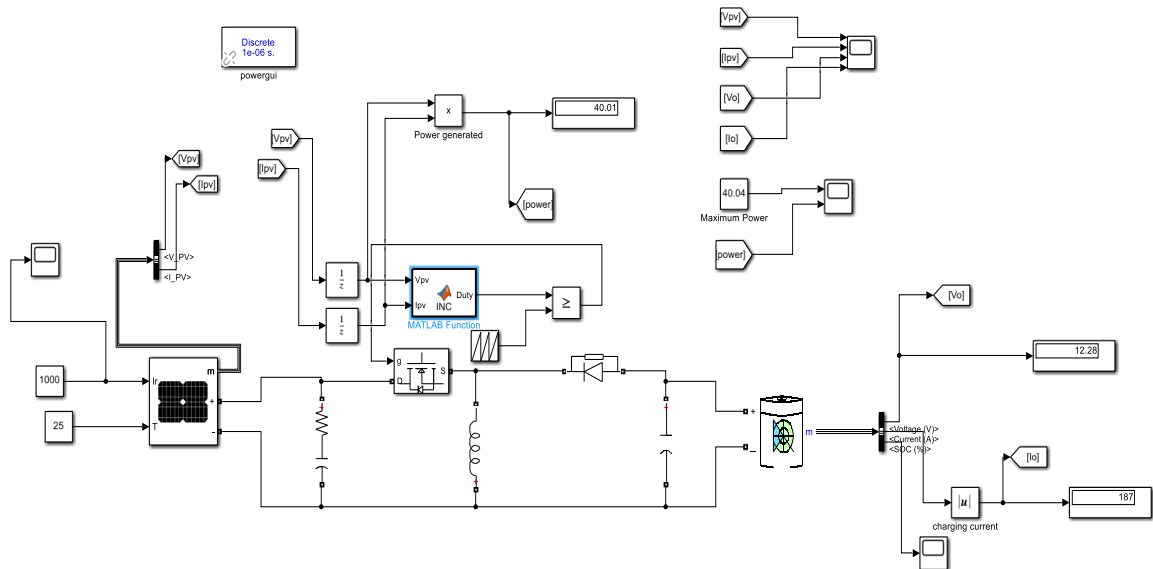 Discrete
1e-06 s.
powergui
[Vpv]
[Ipv]
[Vo]
[Io]
x
Power generated
40.01
[Vpv]
[Ipv]
[power]
40.04
Maximum Power
[power]
[Vpv]
[Ipv]
<V_PV>
<I_PV>
1
z
1
z
Vpv
Ipv
INC
Duty
MATLAB Function
≥
1000
25
Ir
T
m
+
-
g
D
S
+
+
+
+
_
m
<Voltage (V)>
<Current (A)>
<SOC (%)>
[Vo]
12.28
[Io]
|u|
charging current
187